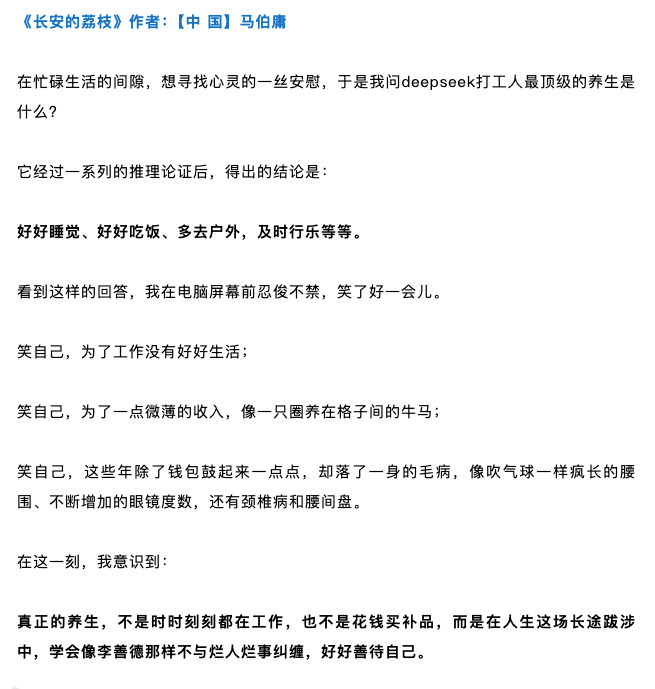 《长安的荔枝》作者：【中 国】马伯庸
在忙碌生活的间隙，想寻找心灵的一丝安慰，于是我问deepseek打工人最顶级的养生是
什么？
它经过一系列的推理论证后，得出的结论是：
好好睡觉、好好吃饭、多去户外，及时行乐等等。
看到这样的回答，我在电脑屏幕前忍俊不禁，笑了好一会儿。
笑自己，为了工作没有好好生活；
笑自己，为了一点微薄的收入，像一只圈养在格子间的牛马；
笑自己，这些年除了钱包鼓起来一点点，却落了一身的毛病，像吹气球一样疯长的腰
围、不断增加的眼镜度数，还有颈椎病和腰间盘。
在这一刻，我意识到：
真正的养生，不是时时刻刻都在工作，也不是花钱买补品，而是在人生这场长途跋涉
中，学会像李善德那样不与烂人烂事纠缠，好好善待自己。